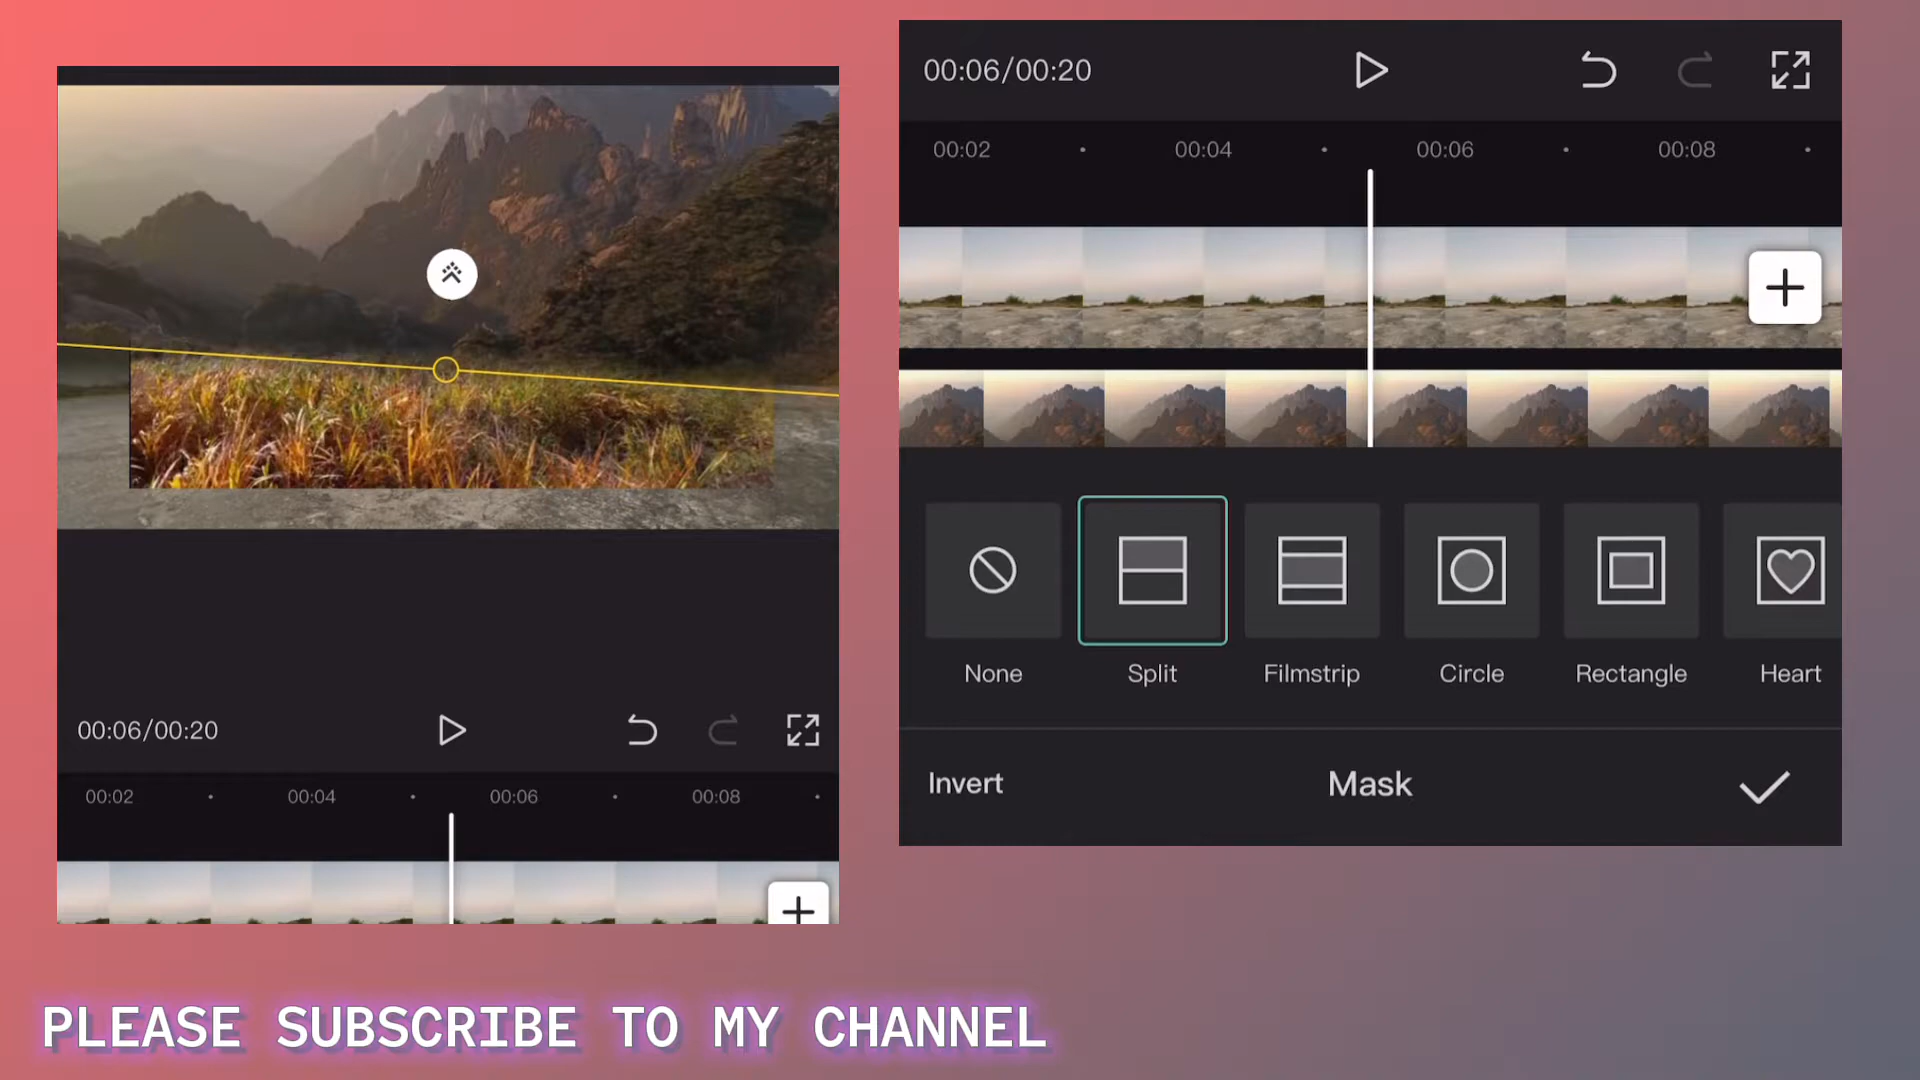 00:06/00:20
00:02 00:04 00:06 00:08
00:06/00:20
00:02 00:04 00:06 00:08
None Split Filmstrip Circle Rectangle Heart
Invert Mask
PLEASE SUBSCRIBE TO MY CHANNEL